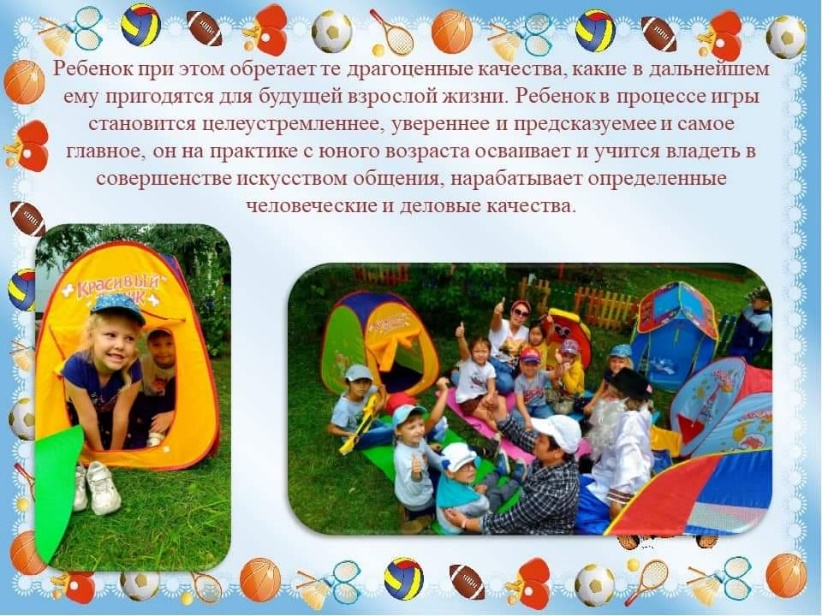 Ребенок при этом обретает те драгоценные качества, какие в дальнейшем
ему пригодятся для будущей взрослой жизни. Ребенок в процессе игры
становится целеустремленнее, увереннее и предсказуемее и самое
главное, он на практике с юного возраста осваивает и учится владеть в
совершенстве искусством общения, нарабатывает определенные
человеческие и деловые качества.
Красивый